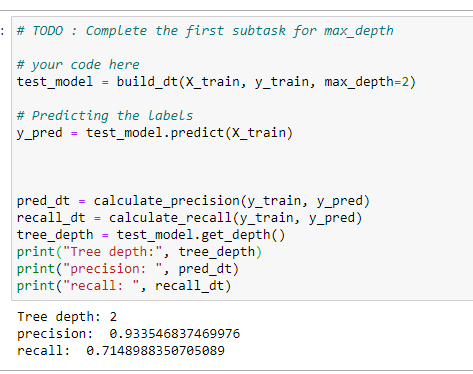 : # TODO : Complete the first subtask for max_depth
# your code here
test_model = build_dt(X_train, y_train, max_depth=2)
# Predicting the labels
y_pred = test_model.predict(X_train)
pred_dt = calculate_precision(y_train, y_pred)
recall_dt = calculate_recall(y_train, y_pred)
tree_depth = test_model.get_depth()
print("Tree depth:", tree_depth)
print("precision: ", pred_dt)
print("recall: ", recall_dt)
Tree depth: 2
precision:  0.933546837469976
recall:  0.7148988350705089